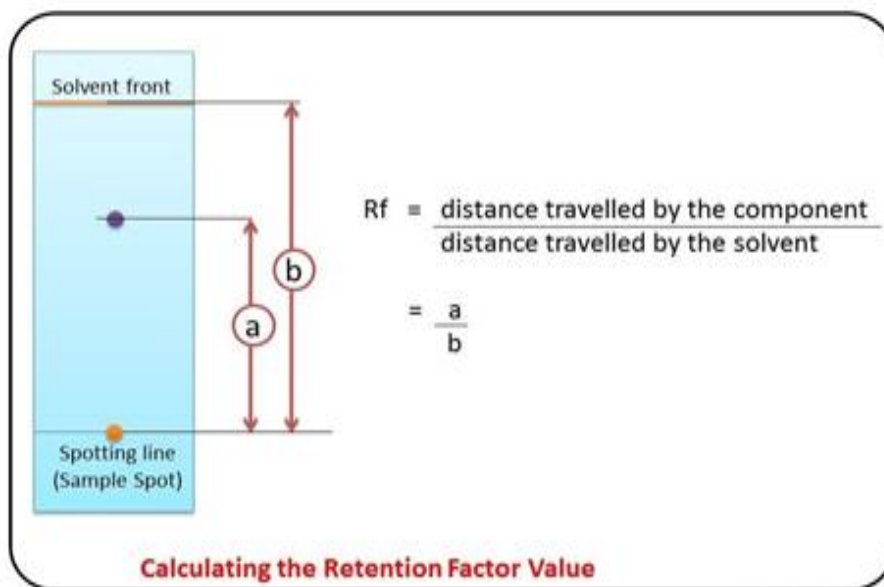 Solvent front
Rf = distance travelled by the component
distance travelled by the solvent
b
= a
b
a
Spotting line
(Sample Spot)
Calculating the Retention Factor Value